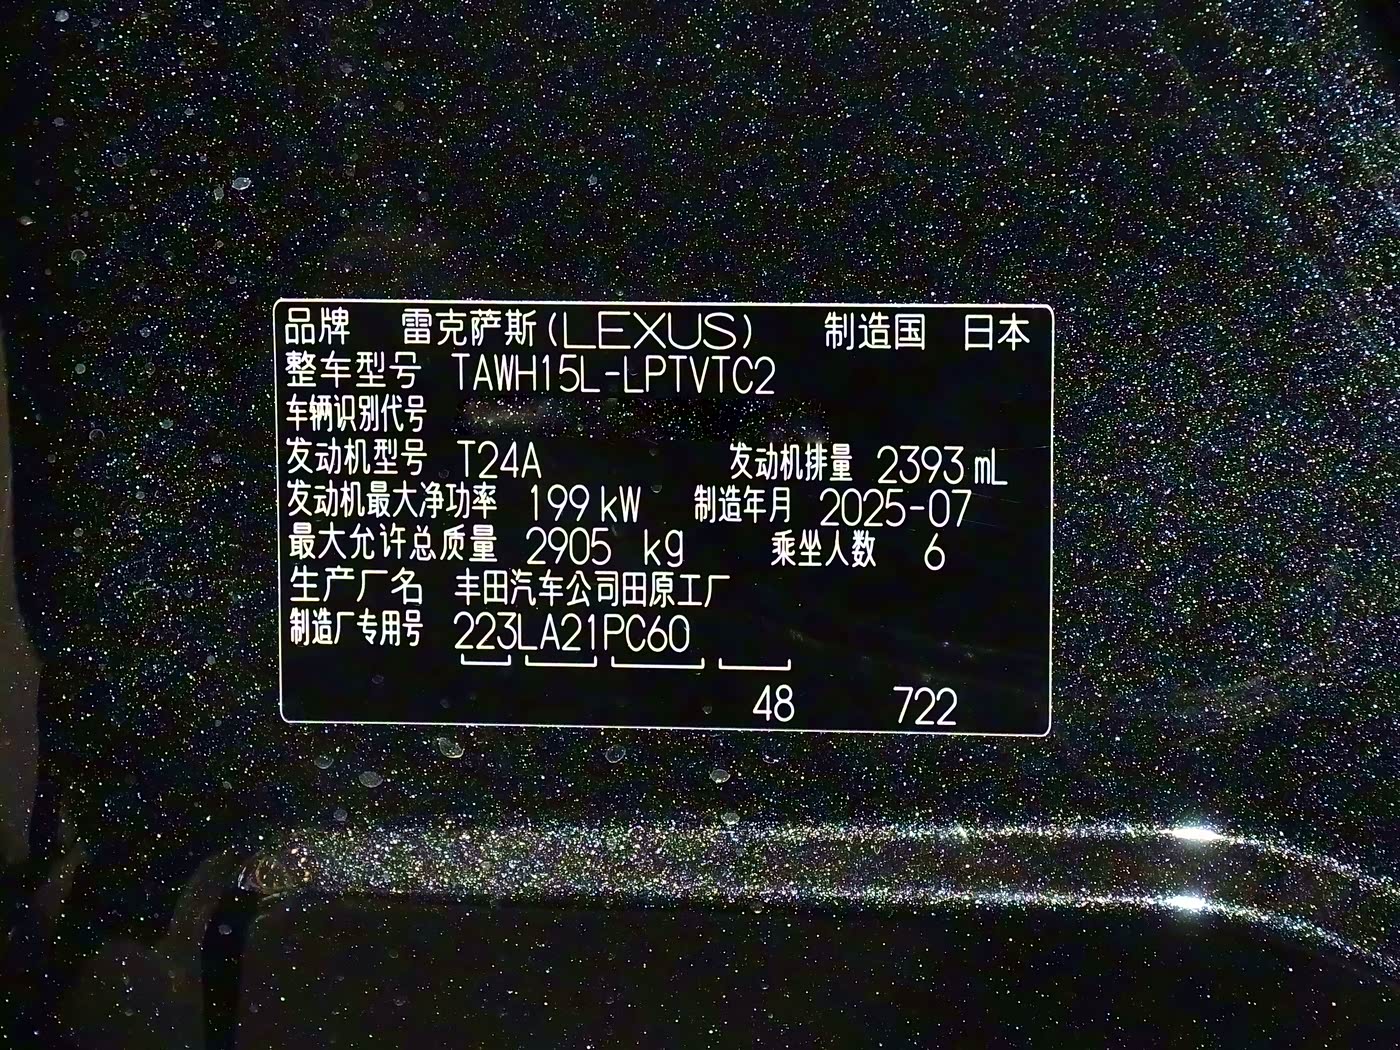 品牌 雷克萨斯(LEXUS) 制造国 日本
整车型号 TAWH15L-LPTVTC2
车辆识别代号
发动机型号 T24A 发动机排量 2393 mL
发动机最大净功率 199 kW 制造年月 2025-07
最大允许总质量 2905 kg 乘坐人数 6
生产厂名 丰田汽车公司田原工厂
制造厂专用号 223LA21PC60
48 722